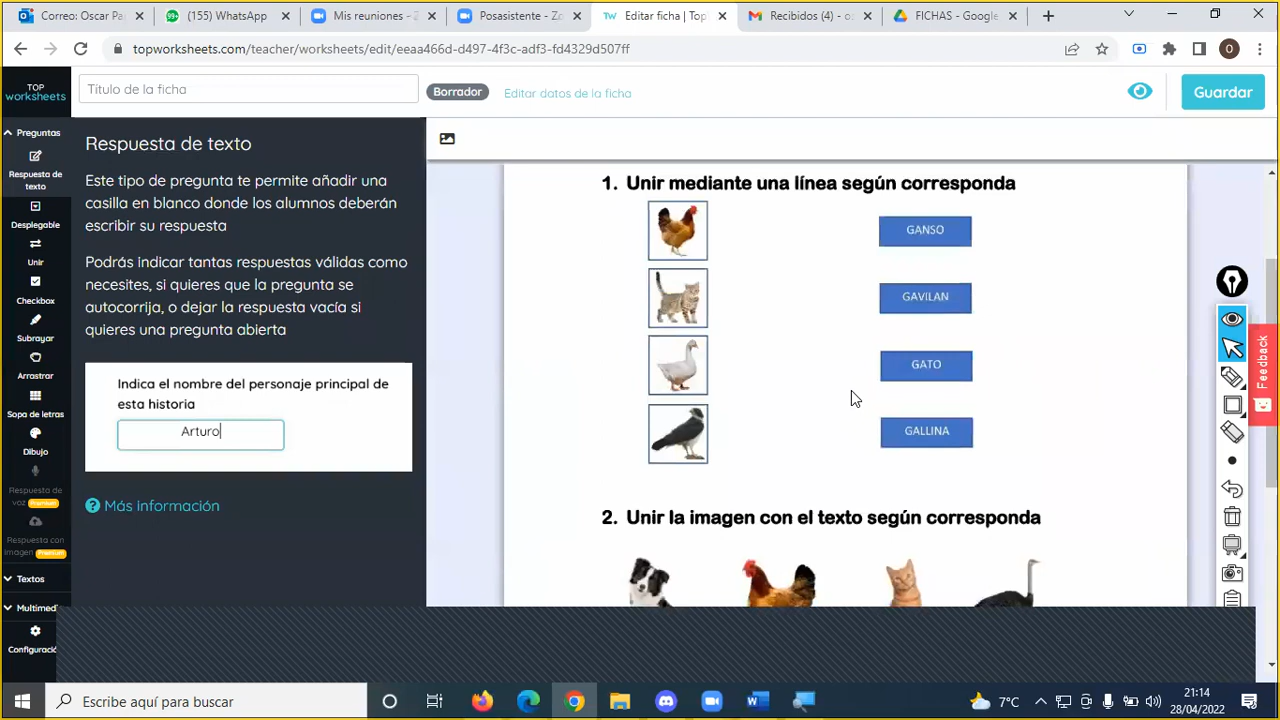 Correo: Oscar Pa
(155) WhatsApp
Mis reuniones - Z
Posasistente - Zo
TW Editar ficha | Top
Recibidos (4) - o
FICHAS - Google
topworksheets.com/teacher/worksheets/edit/eeaa466d-d497-4f3c-adf3-fd4329d507ff
O
TOP
worksheets
Título de la ficha
Borrador
Editar datos de la ficha
Guardar
Preguntas
Respuesta de
texto
Desplegable
Unir
Checkbox
Subrayar
Arrastrar
Sopa de letras
Dibujo
Respuesta de
voz Premium
Respuesta con
imagen Premium
Textos
Multimed
Configuració
Respuesta de texto
Este tipo de pregunta te permite añadir una
casilla en blanco donde los alumnos deberán
escribir su respuesta
Podrás indicar tantas respuestas válidas como
necesites, si quieres que la pregunta se
autocorrija, o dejar la respuesta vacía si
quieres una pregunta abierta
Indica el nombre del personaje principal de
esta historia
Arturo
? Más información
1. Unir mediante una línea según corresponda
GANSO
GAVILAN
GATO
GALLINA
2. Unir la imagen con el texto según corresponda
Feedback
Escribe aquí para buscar
7°C
21:14
28/04/2022